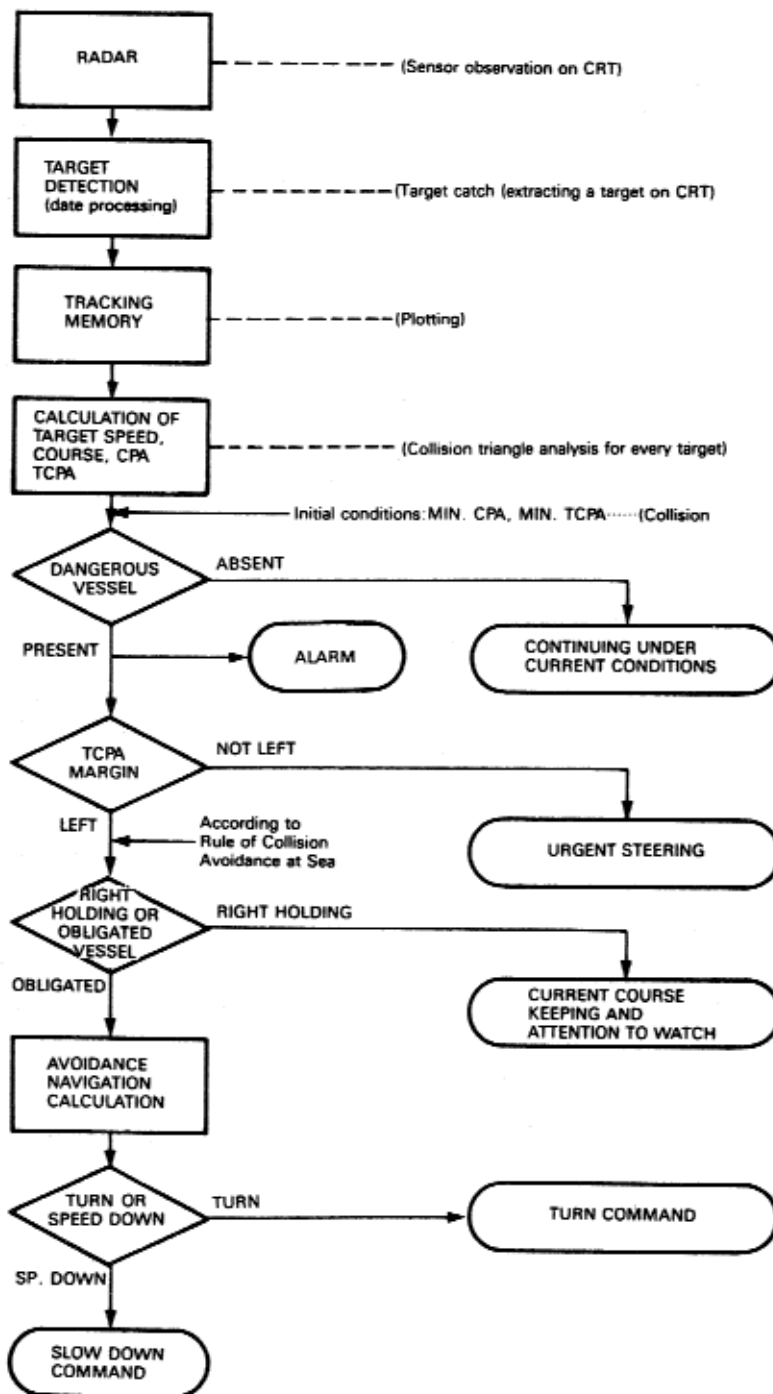 RADAR
(Sensor observation on CRT)
TARGET
DETECTION
(date processing)
(Target catch (extracting a target on CRT)
TRACKING
MEMORY
(Plotting)
CALCULATION OF
TARGET SPEED,
COURSE, CPA
TCPA
(Collision triangle analysis for every target)
Initial conditions: MIN. CPA, MIN. TCPA······(Collision
DANGEROUS
VESSEL
ABSENT
PRESENT
ALARM
CONTINUING UNDER
CURRENT CONDITIONS
TCPA
MARGIN
NOT LEFT
LEFT
According to
Rule of Collision
Avoidance at Sea
URGENT STEERING
RIGHT
HOLDING OR
OBLIGATED
VESSEL
RIGHT HOLDING
OBLIGATED
CURRENT COURSE
KEEPING AND
ATTENTION TO WATCH
AVOIDANCE
NAVIGATION
CALCULATION
TURN OR
SPEED DOWN
TURN
TURN COMMAND
SP. DOWN
SLOW DOWN
COMMAND